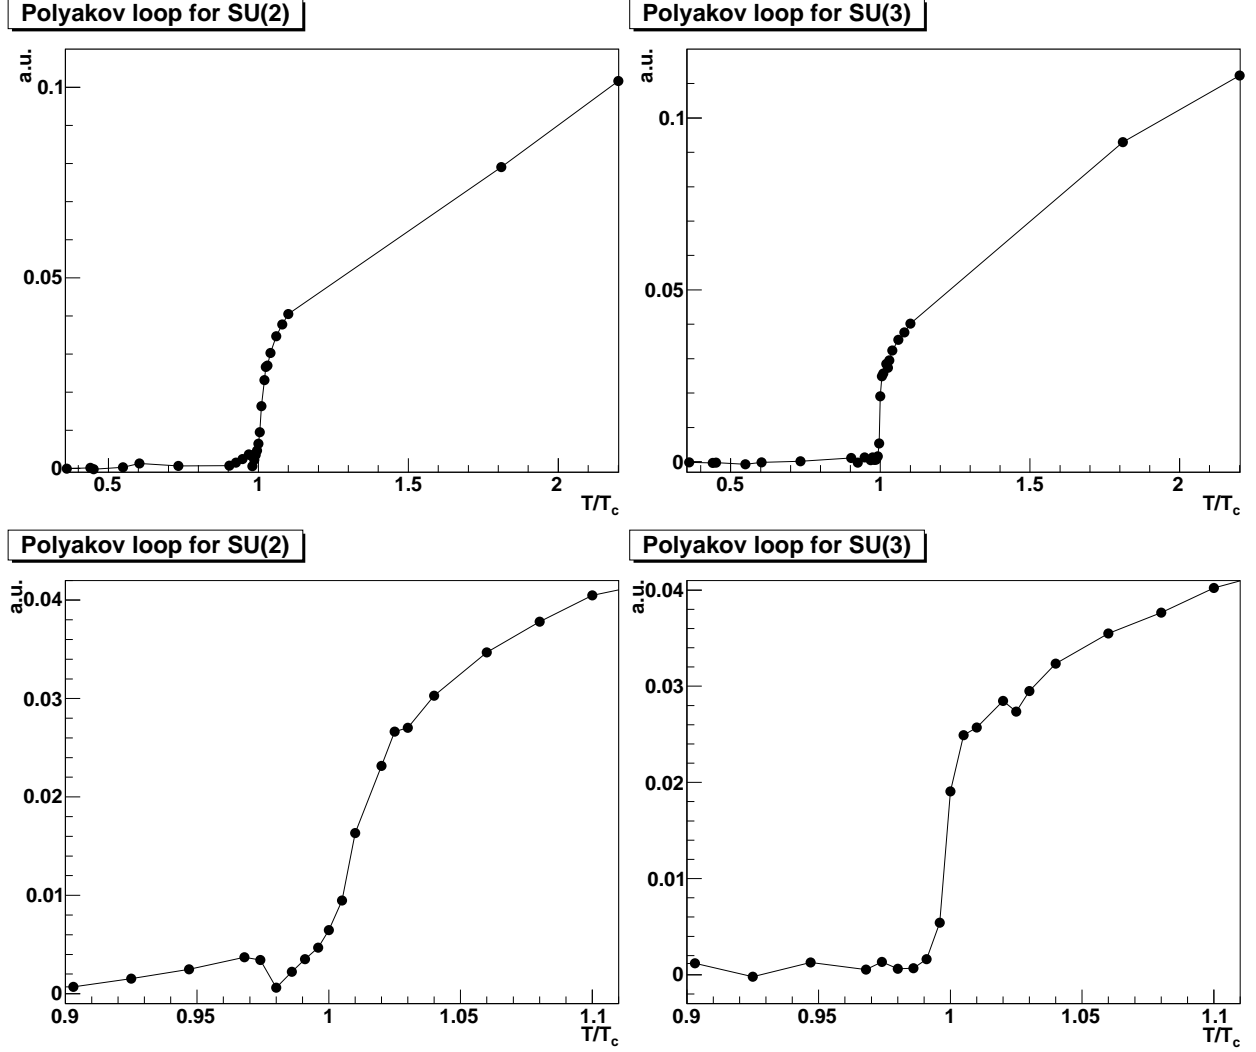 Polyakov loop for SU(2)
a.u.
0.1
0.05
0
0.5 1 1.5 2
T/Tc
Polyakov loop for SU(3)
a.u.
0.1
0.05
0
0.5 1 1.5 2
T/Tc
Polyakov loop for SU(2)
a.u.
0.04
0.03
0.02
0.01
0
0.9 0.95 1 1.05 1.1
T/Tc
Polyakov loop for SU(3)
a.u.
0.04
0.03
0.02
0.01
0
0.9 0.95 1 1.05 1.1
T/Tc